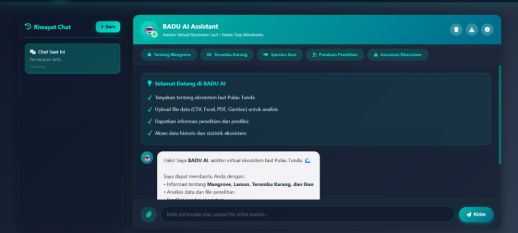 Riwayat Chat
+ Baru
Chat Saat Ini
Percakapan aktif...
BADU AI Assistant
Asisten Virtual Ekosistem Laut • Selalu Siap Membantu
Tentang Mangrove
Terumbu Karang
Spesies Ikan
Panduan Penelitian
Ancaman Ekosistem
Selamat Datang di BADU AI
✓ Tanyakan tentang ekosistem laut Pulau Tunda
✓ Upload file data (CSV, Excel, PDF, Gambar) untuk analisis
✓ Dapatkan informasi penelitian dan prediksi
✓ Akses data historis dan statistik ekosistem
Halo! Saya BADU AI, asisten virtual ekosistem laut Pulau Tunda. 🌊
Saya dapat membantu Anda dengan:
• Informasi tentang Mangrove, Lamun, Terumbu Karang, dan Ikan
• Analisis data dan file penelitian
Ketik pertanyaan atau upload file untuk analisis...
Kirim